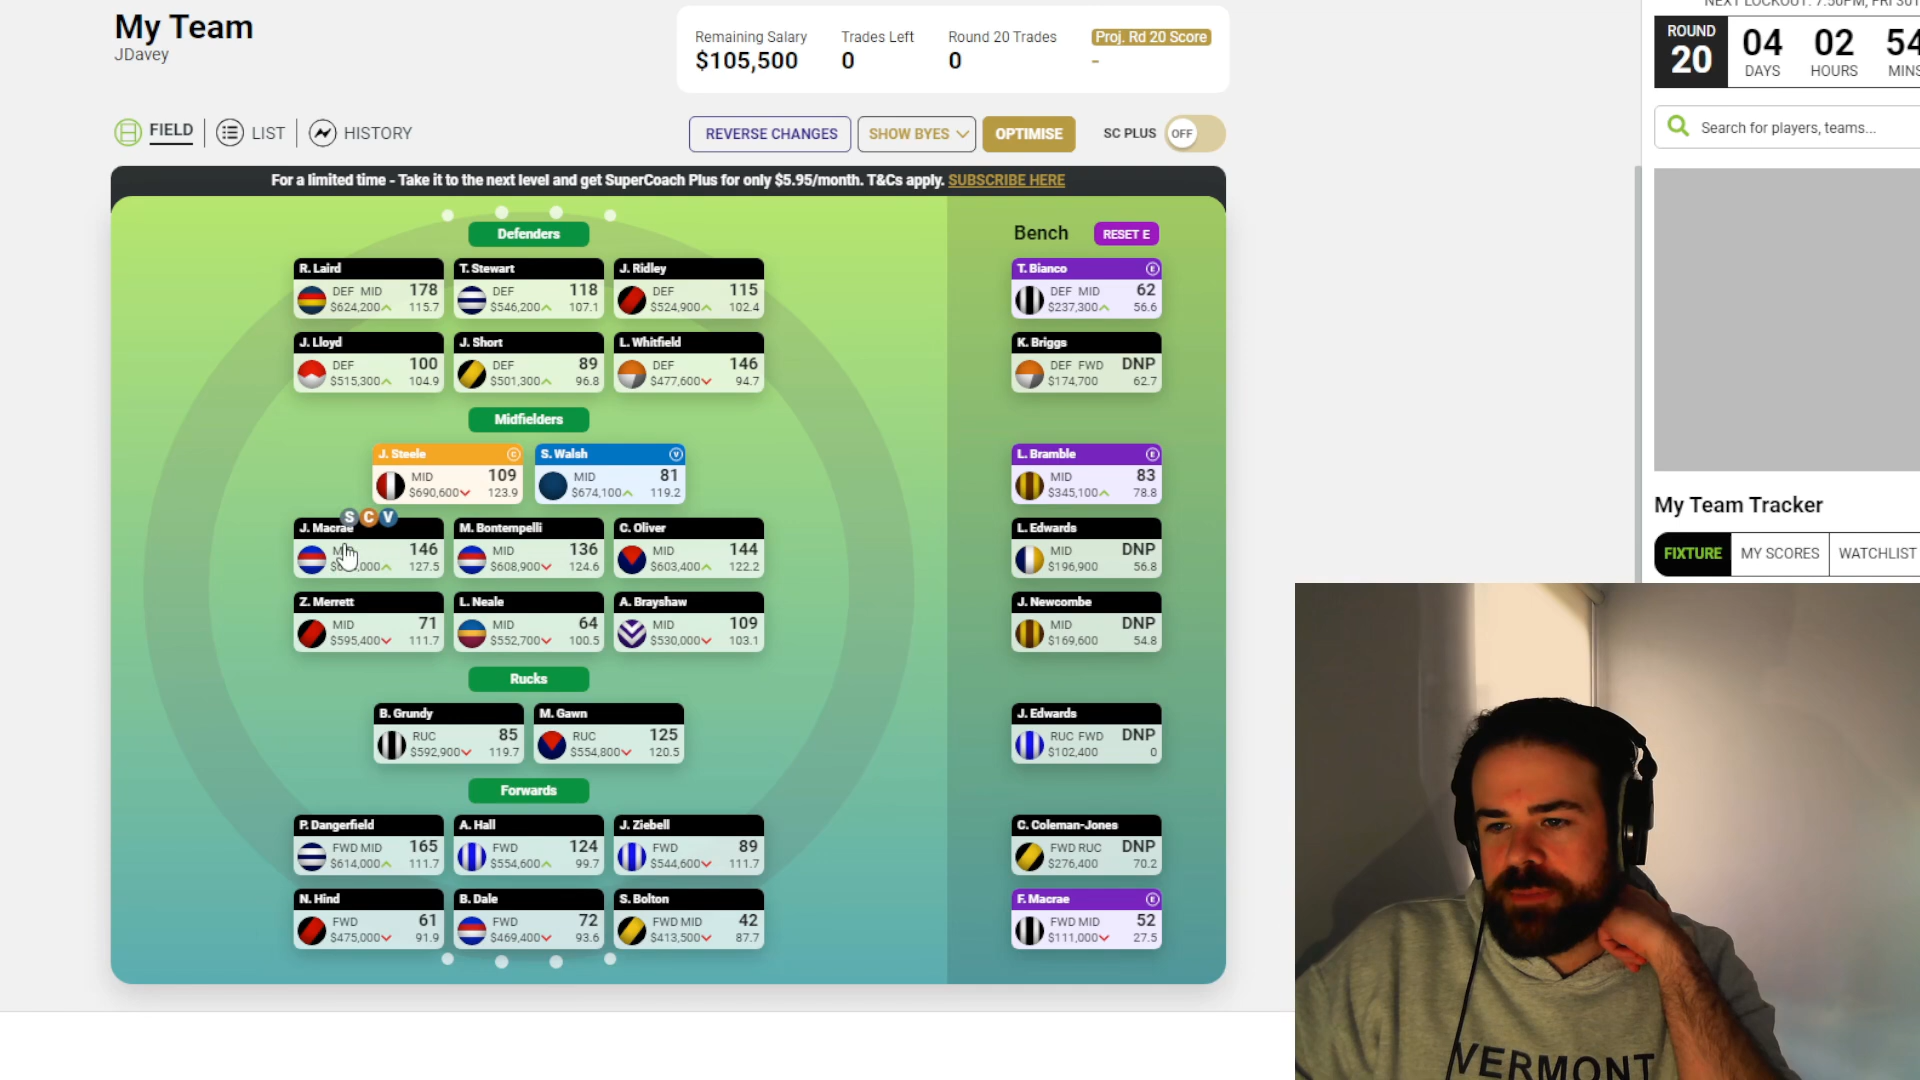 My Team
JDavey
Remaining Salary
$105,500
Trades Left
0
Round 20 Trades
0
Proj. Rd 20 Score
-
ROUND
20
04
DAYS
02
HOURS
54
MINS
FIELD
LIST
HISTORY
REVERSE CHANGES
SHOW BYES
OPTIMISE
SC PLUS
OFF
Search for players, teams...
For a limited time - Take it to the next level and get SuperCoach Plus for only $5.95/month. T&Cs apply. SUBSCRIBE HERE
Defenders
Bench
RESET E
R. Laird
DEF MID 178
$624,200 115.7
T. Stewart
DEF 118
$546,200 107.1
J. Ridley
DEF 115
$524,900 102.4
T. Bianco E
DEF MID 62
$237,300 56.6
J. Lloyd
DEF 100
$515,300 104.9
J. Short
DEF 89
$501,300 96.8
L. Whitfield
DEF 146
$477,600 94.7
K. Briggs
DEF FWD DNP
$174,700 62.7
Midfielders
J. Steele C
MID 109
$690,600 123.9
S. Walsh V
MID 81
$674,100 119.2
L. Bramble E
MID 83
$345,100 78.8
S C V
J. Macrae
146
127.5
M. Bontempelli
MID 136
$608,900 124.6
C. Oliver
MID 144
$603,400 122.2
L. Edwards
MID DNP
$196,900 56.8
Z. Merrett
MID 71
$595,400 111.7
L. Neale
MID 64
$552,700 100.5
A. Brayshaw
MID 109
$530,000 103.1
J. Newcombe
MID DNP
$169,600 54.8
Rucks
B. Grundy
RUC 85
$592,900 119.7
M. Gawn
RUC 125
$554,800 120.5
J. Edwards
RUC FWD DNP
$102,400 0
Forwards
P. Dangerfield
FWD MID 165
$614,000 111.7
A. Hall
FWD 124
$554,600 99.7
J. Ziebell
FWD 89
$544,600 111.7
C. Coleman-Jones
FWD RUC DNP
$276,400 70.2
N. Hind
FWD 61
$475,000 91.9
B. Dale
FWD 72
$469,400 93.6
S. Bolton
FWD MID 42
$413,500 87.7
F. Macrae E
FWD MID 52
$111,000 27.5
My Team Tracker
FIXTURE
MY SCORES
WATCHLIST
VERMONT